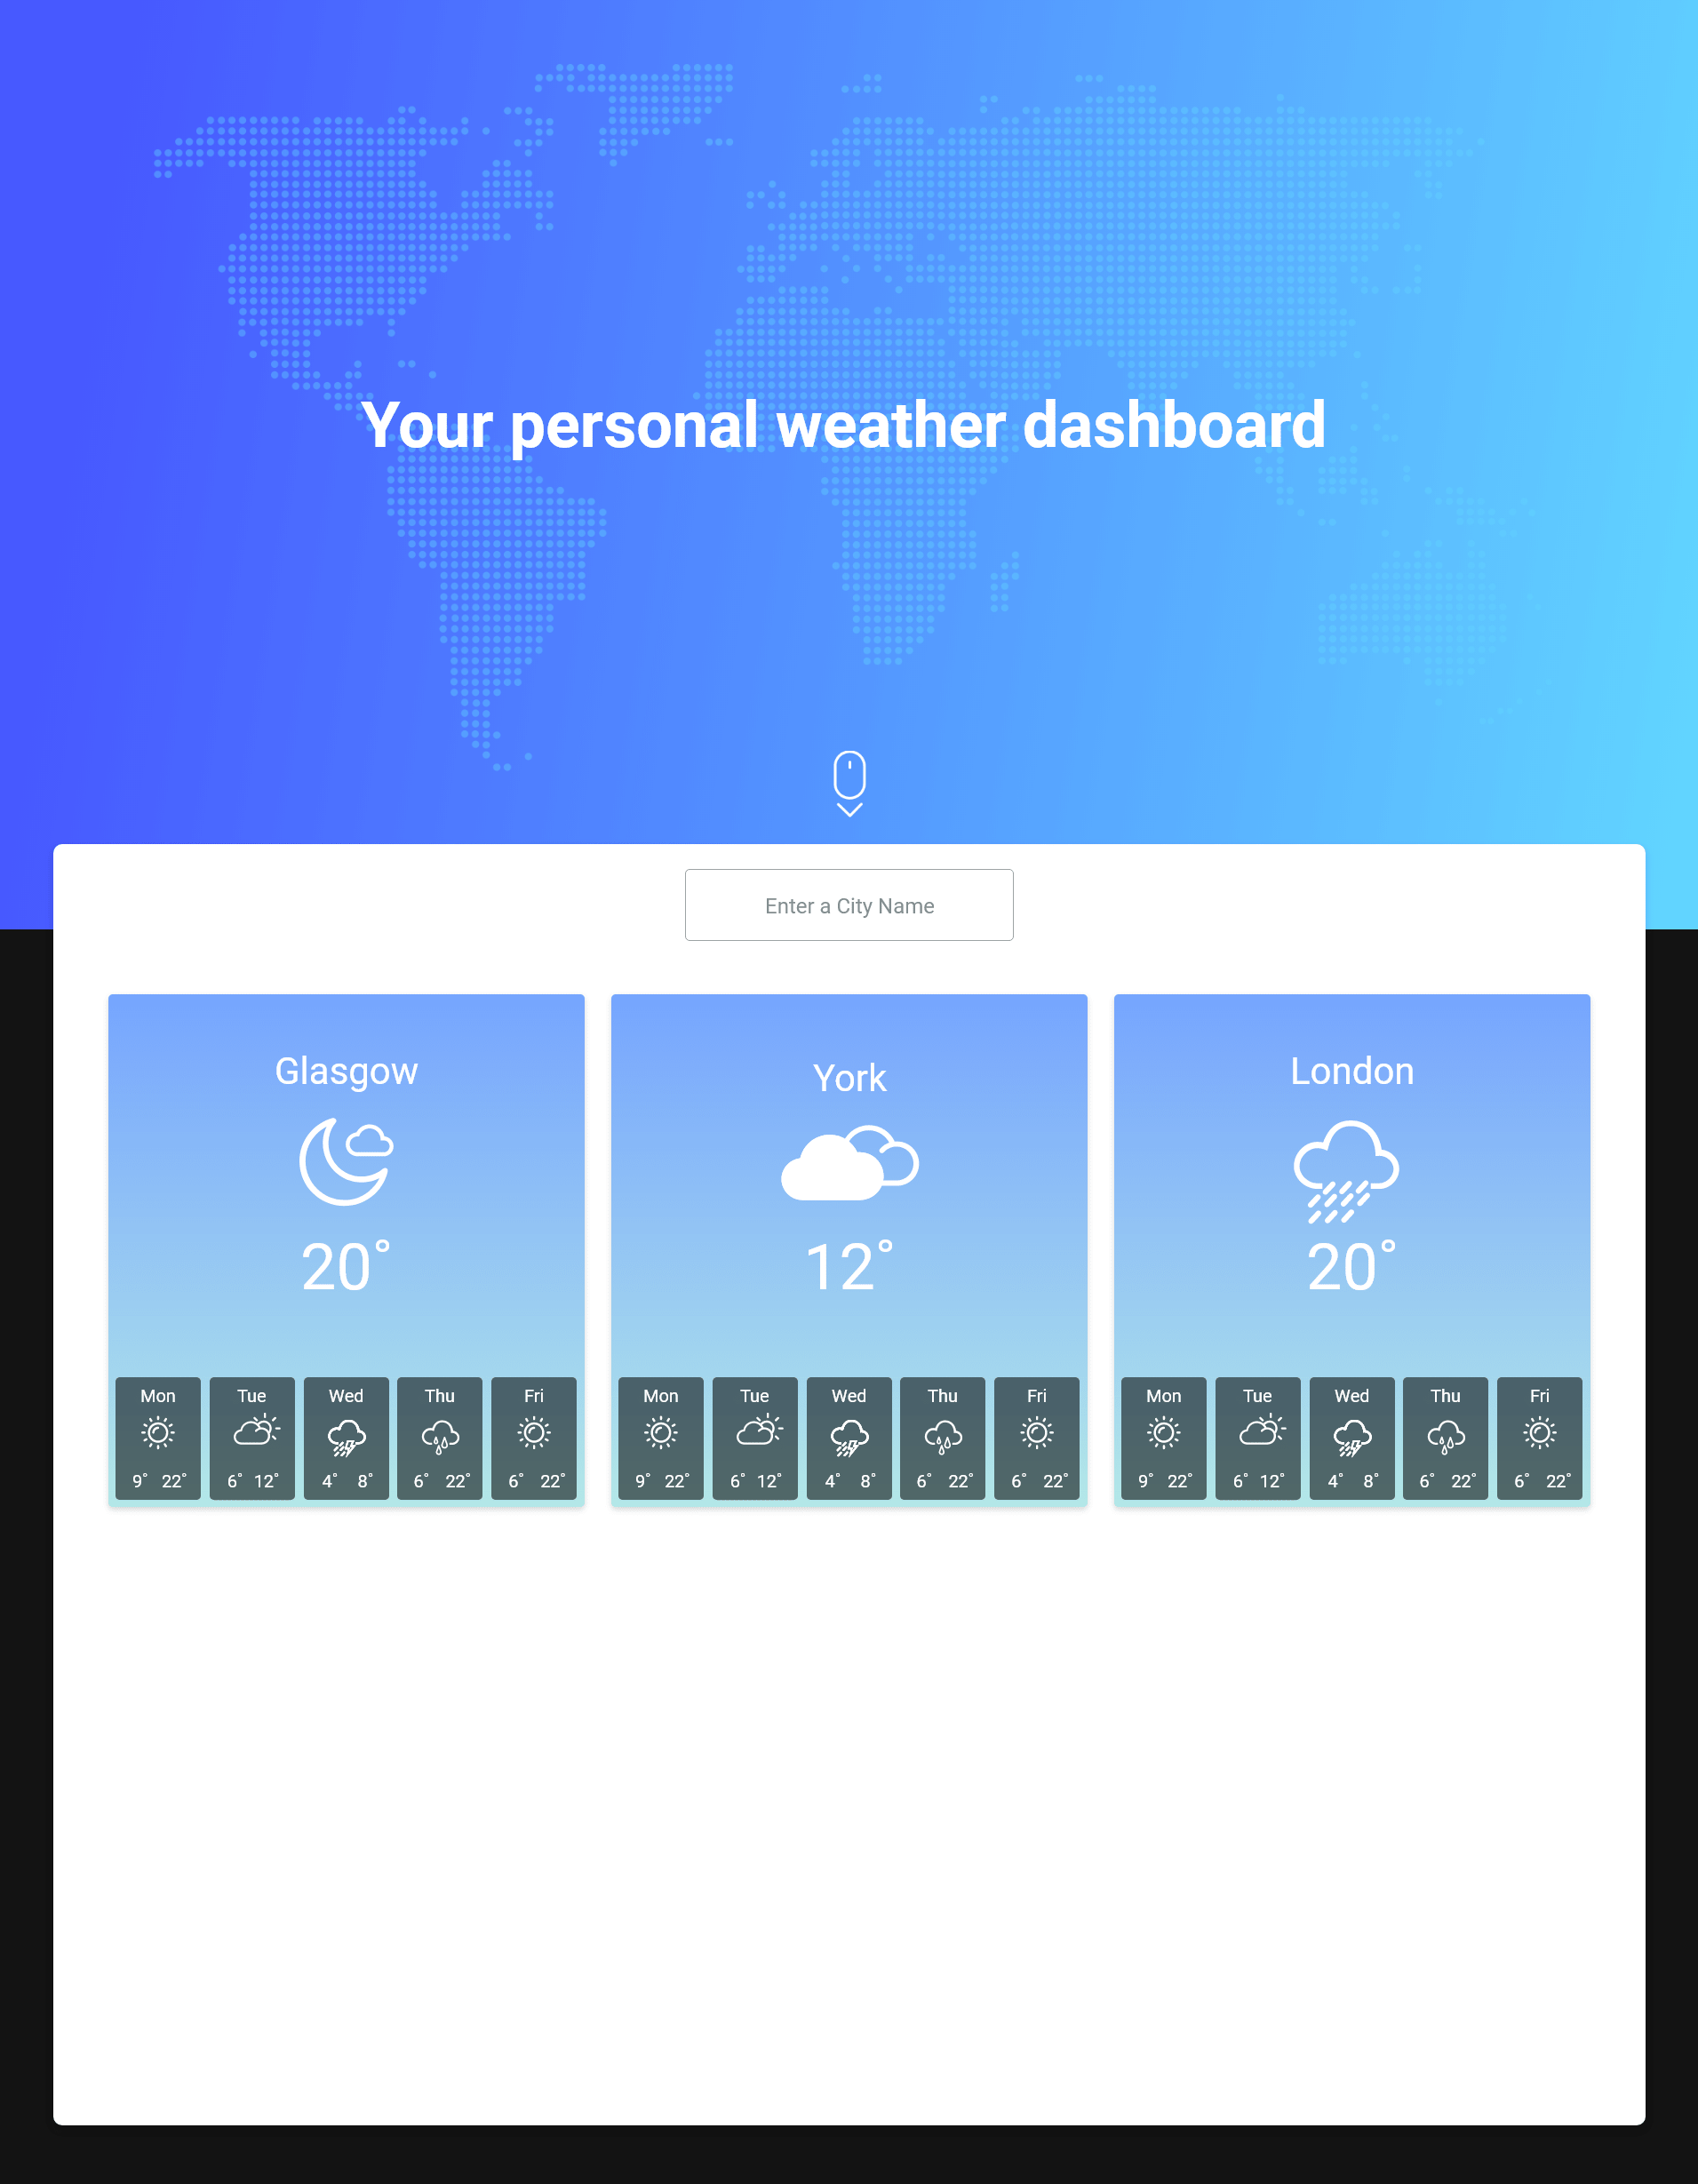 Your personal weather dashboard
Enter a City Name
Glasgow
20°
Mon Tue Wed Thu Fri
9° 22° 6° 12° 4° 8° 6° 22° 6° 22°
York
12°
Mon Tue Wed Thu Fri
9° 22° 6° 12° 4° 8° 6° 22° 6° 22°
London
20°
Mon Tue Wed Thu Fri
9° 22° 6° 12° 4° 8° 6° 22° 6° 22°